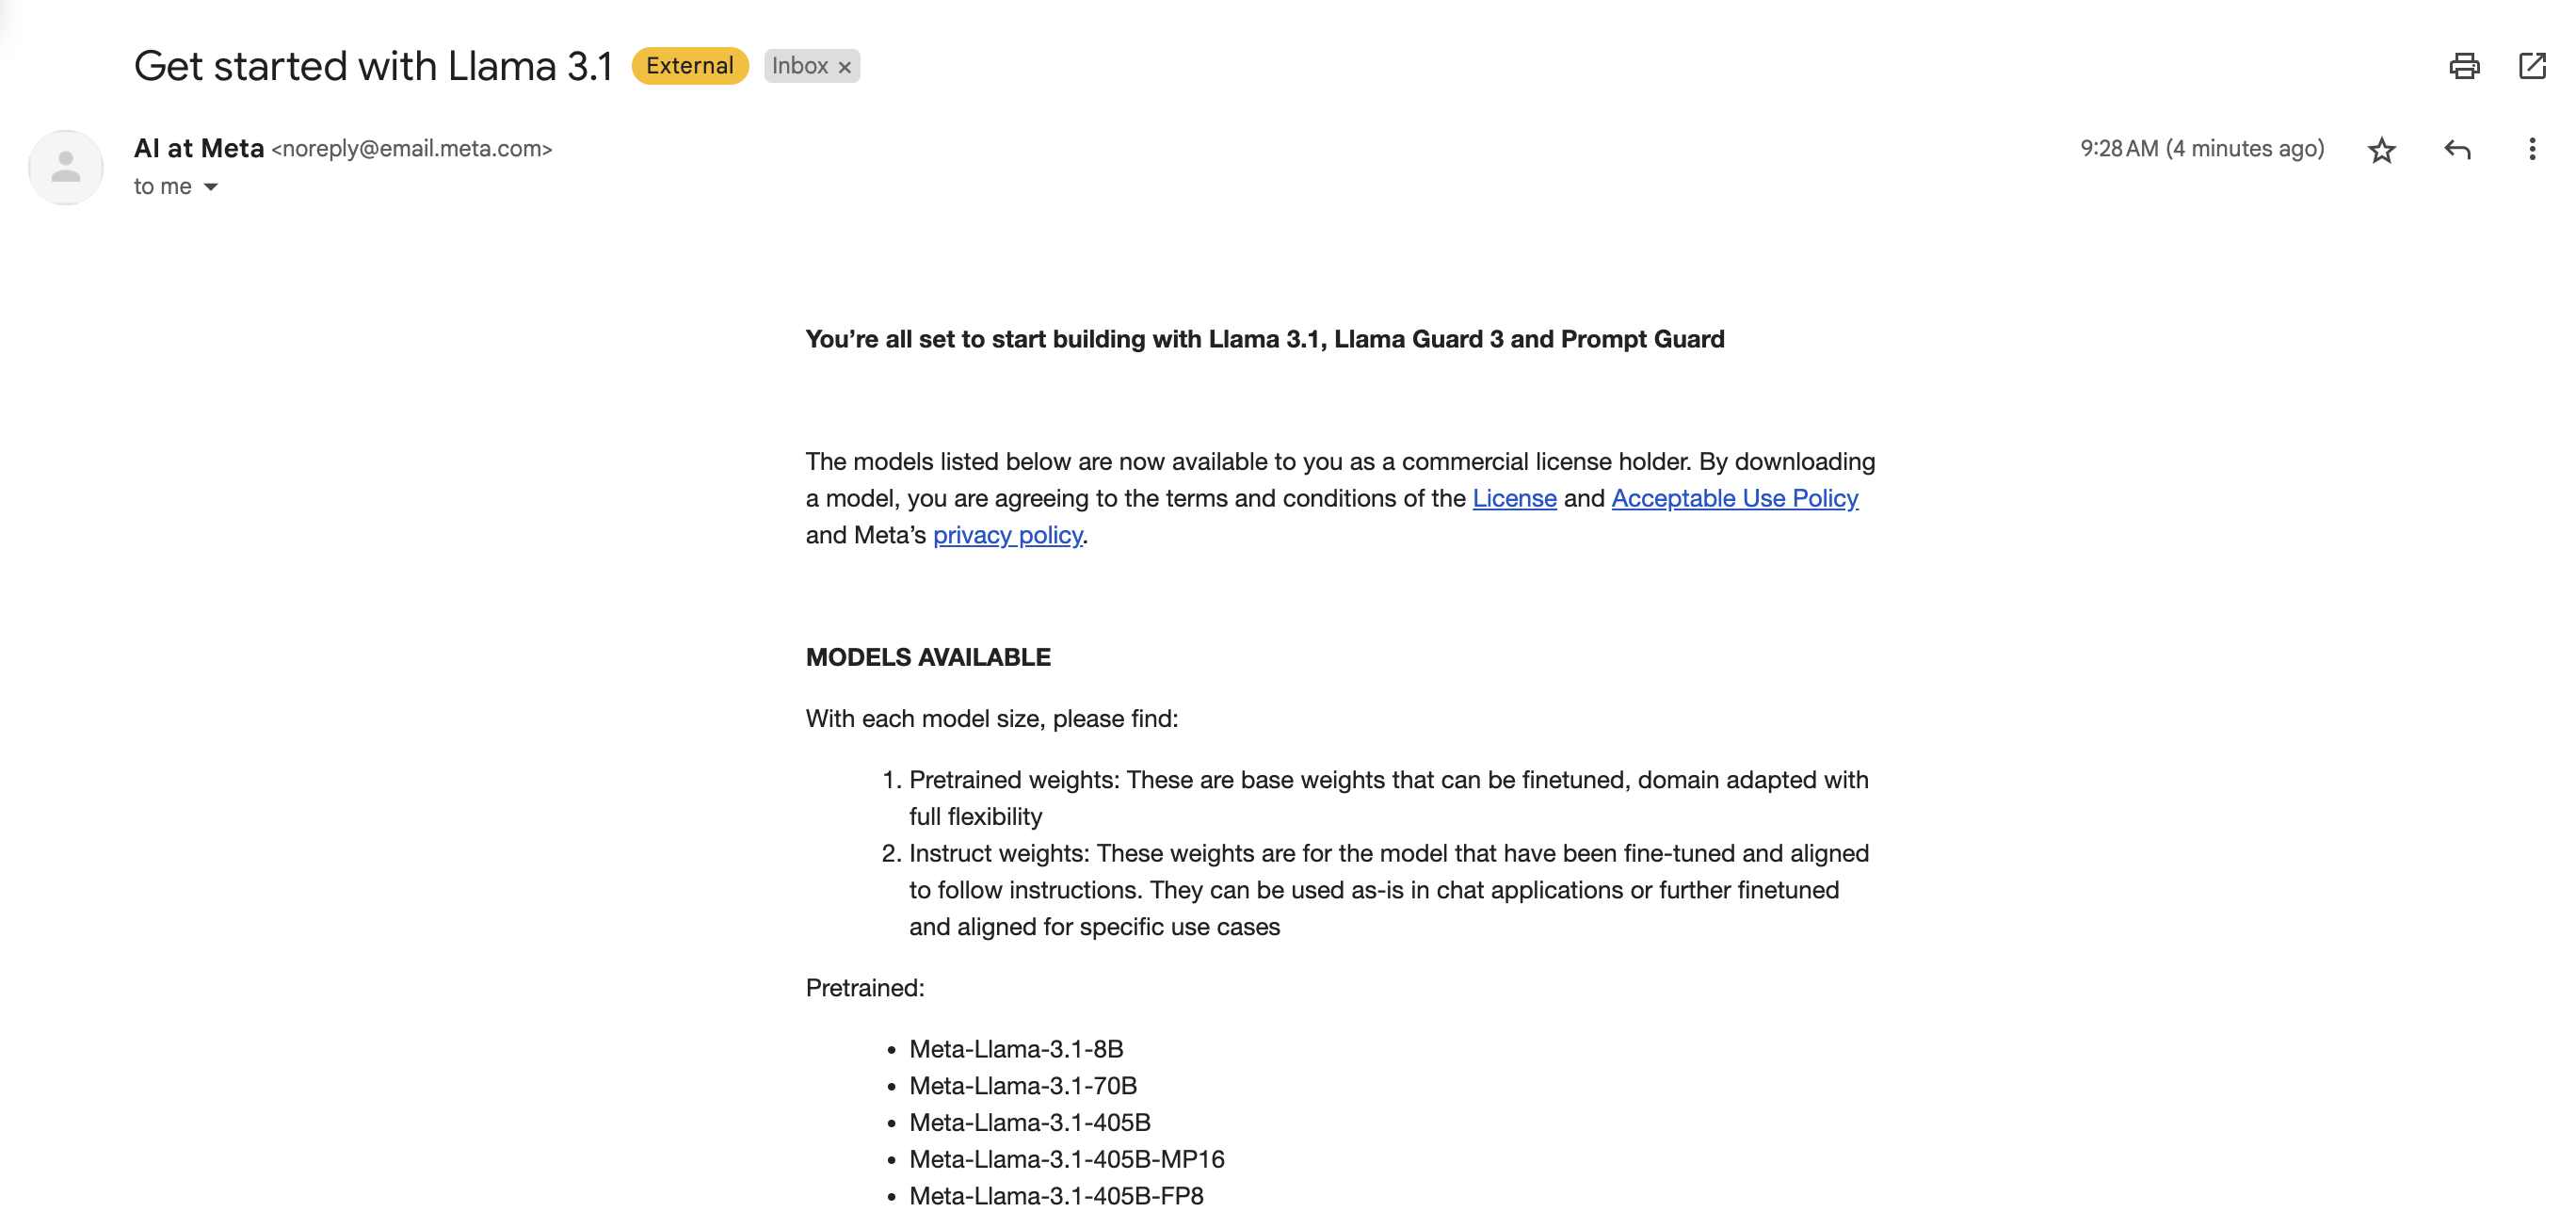 Get started with Llama 3.1 External Inbox ×
AI at Meta <noreply@email.meta.com> 9:28 AM (4 minutes ago)
to me
You’re all set to start building with Llama 3.1, Llama Guard 3 and Prompt Guard
The models listed below are now available to you as a commercial license holder. By downloading
a model, you are agreeing to the terms and conditions of the License and Acceptable Use Policy
and Meta’s privacy policy.
MODELS AVAILABLE
With each model size, please find:
1. Pretrained weights: These are base weights that can be finetuned, domain adapted with
full flexibility
2. Instruct weights: These weights are for the model that have been fine-tuned and aligned
to follow instructions. They can be used as-is in chat applications or further finetuned
and aligned for specific use cases
Pretrained:
• Meta-Llama-3.1-8B
• Meta-Llama-3.1-70B
• Meta-Llama-3.1-405B
• Meta-Llama-3.1-405B-MP16
• Meta-Llama-3.1-405B-FP8